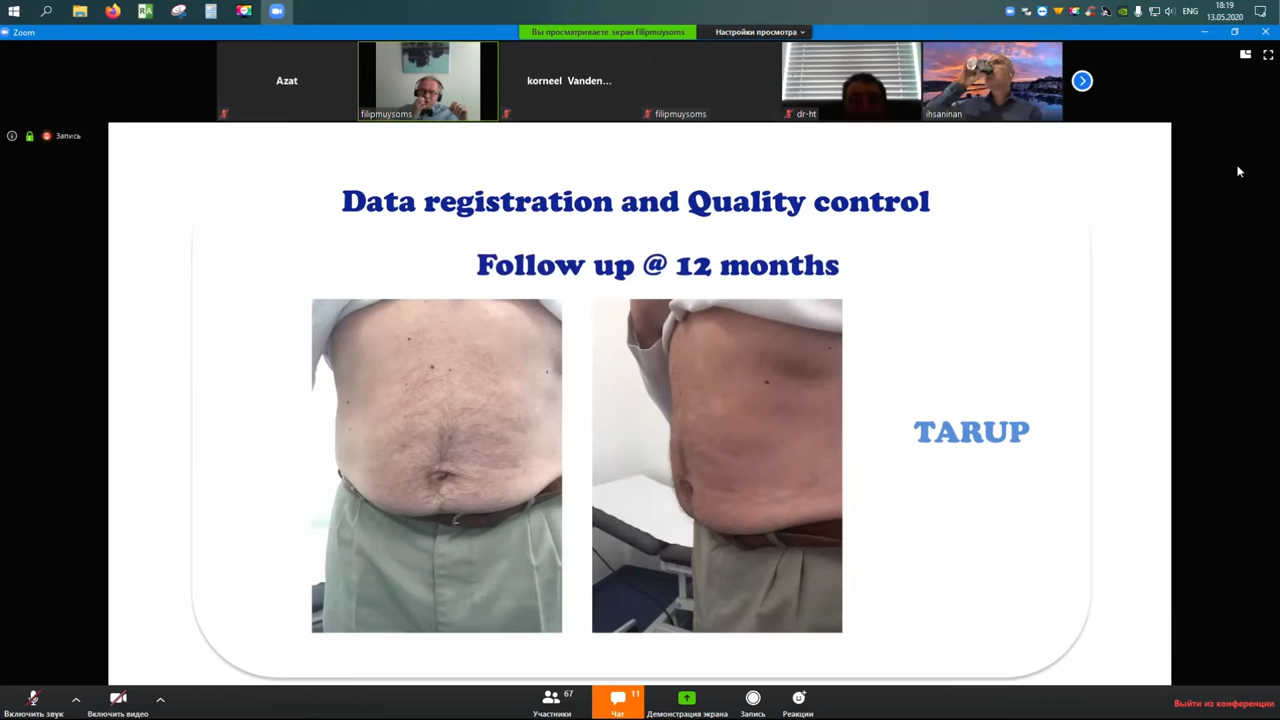 18:19
ENG
13.05.2020
Zoom
Вы просматриваете экран filipmuysoms
Настройки просмотра
Azat
filipmuysoms
korneel Vanden...
filipmuysoms
dr-ht
ihsaninan
Запись
Data registration and Quality control
Follow up @ 12 months
TARUP
Включить звук
Включить видео
67
Участники
11
Чат
Демонстрация экрана
Запись
Реакции
Выйти из конференции